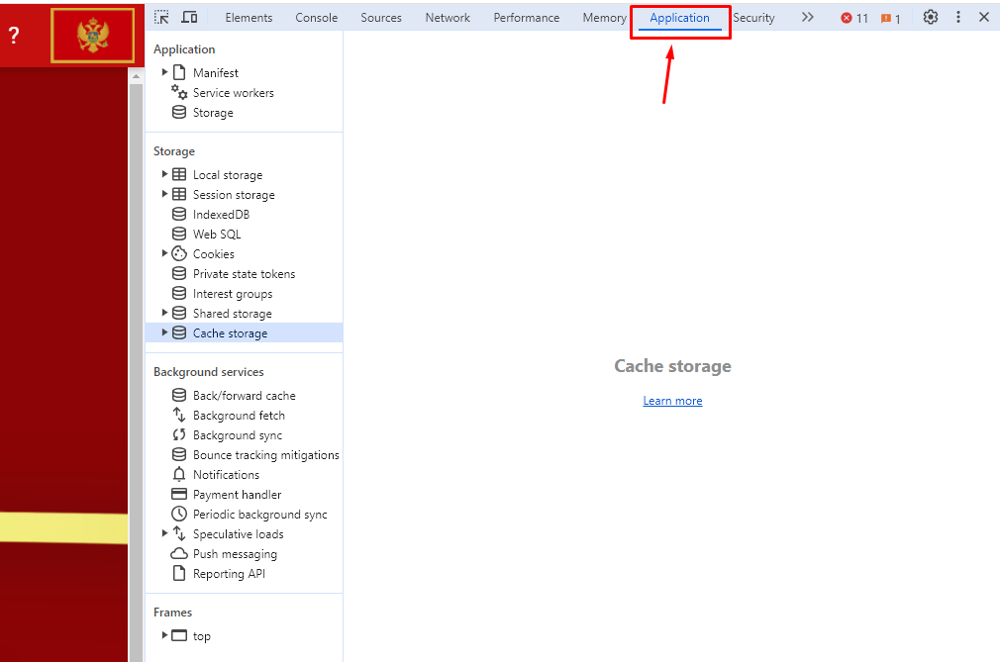 ?
Elements Console Sources Network Performance Memory Application Security 11 1
Application
Manifest
Service workers
Storage
Storage
Local storage
Session storage
IndexedDB
Web SQL
Cookies
Private state tokens
Interest groups
Shared storage
Cache storage
Background services
Back/forward cache
Background fetch
Background sync
Bounce tracking mitigations
Notifications
Payment handler
Periodic background sync
Speculative loads
Push messaging
Reporting API
Frames
top
Cache storage
Learn more